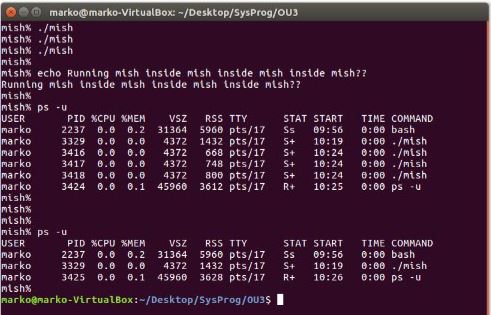 marko@marko-VirtualBox: ~/Desktop/SysProg/OU3
mish% ./mish
mish% ./mish
mish% ./mish
mish%
mish% echo Running mish inside mish inside mish inside mish??
Running mish inside mish inside mish inside mish??
mish%
mish% ps -u
USER       PID %CPU %MEM    VSZ   RSS TTY      STAT START   TIME COMMAND
marko     2237  0.0  0.2  31364  5960 pts/17   Ss   09:56   0:00 bash
marko     3329  0.0  0.0   4372  1432 pts/17   S+   10:19   0:00 ./mish
marko     3416  0.0  0.0   4372   668 pts/17   S+   10:24   0:00 ./mish
marko     3417  0.0  0.0   4372   748 pts/17   S+   10:24   0:00 ./mish
marko     3418  0.0  0.0   4372   800 pts/17   S+   10:24   0:00 ./mish
marko     3424  0.0  0.1  45960  3612 pts/17   R+   10:25   0:00 ps -u
mish%
mish%
mish%
mish% ps -u
USER       PID %CPU %MEM    VSZ   RSS TTY      STAT START   TIME COMMAND
marko     2237  0.0  0.2  31364  5960 pts/17   Ss   09:56   0:00 bash
marko     3329  0.0  0.0   4372  1432 pts/17   S+   10:19   0:00 ./mish
marko     3425  0.0  0.1  45960  3628 pts/17   R+   10:26   0:00 ps -u
mish%
marko@marko-VirtualBox:~/Desktop/SysProg/OU3$